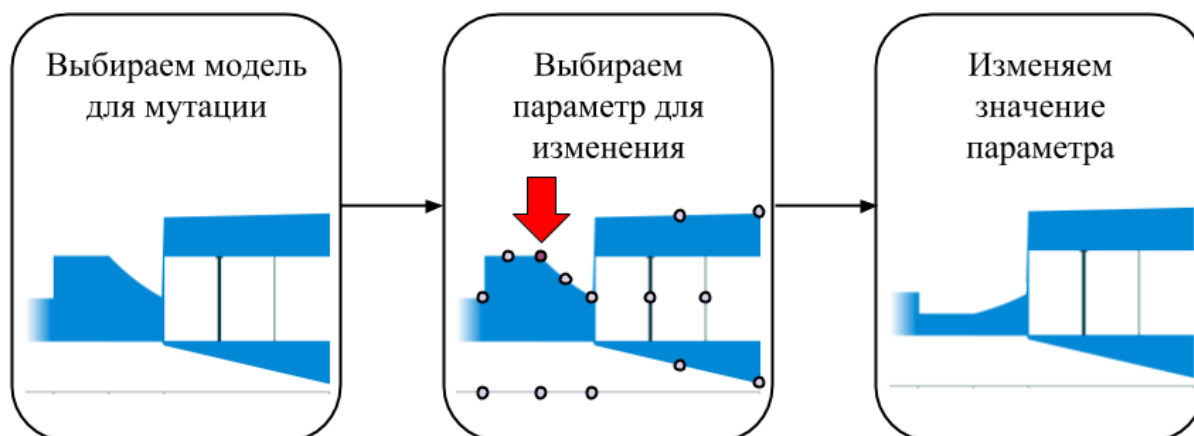 Выбираем модель
для мутации
Выбираем
параметр для
изменения
Изменяем
значение
параметра